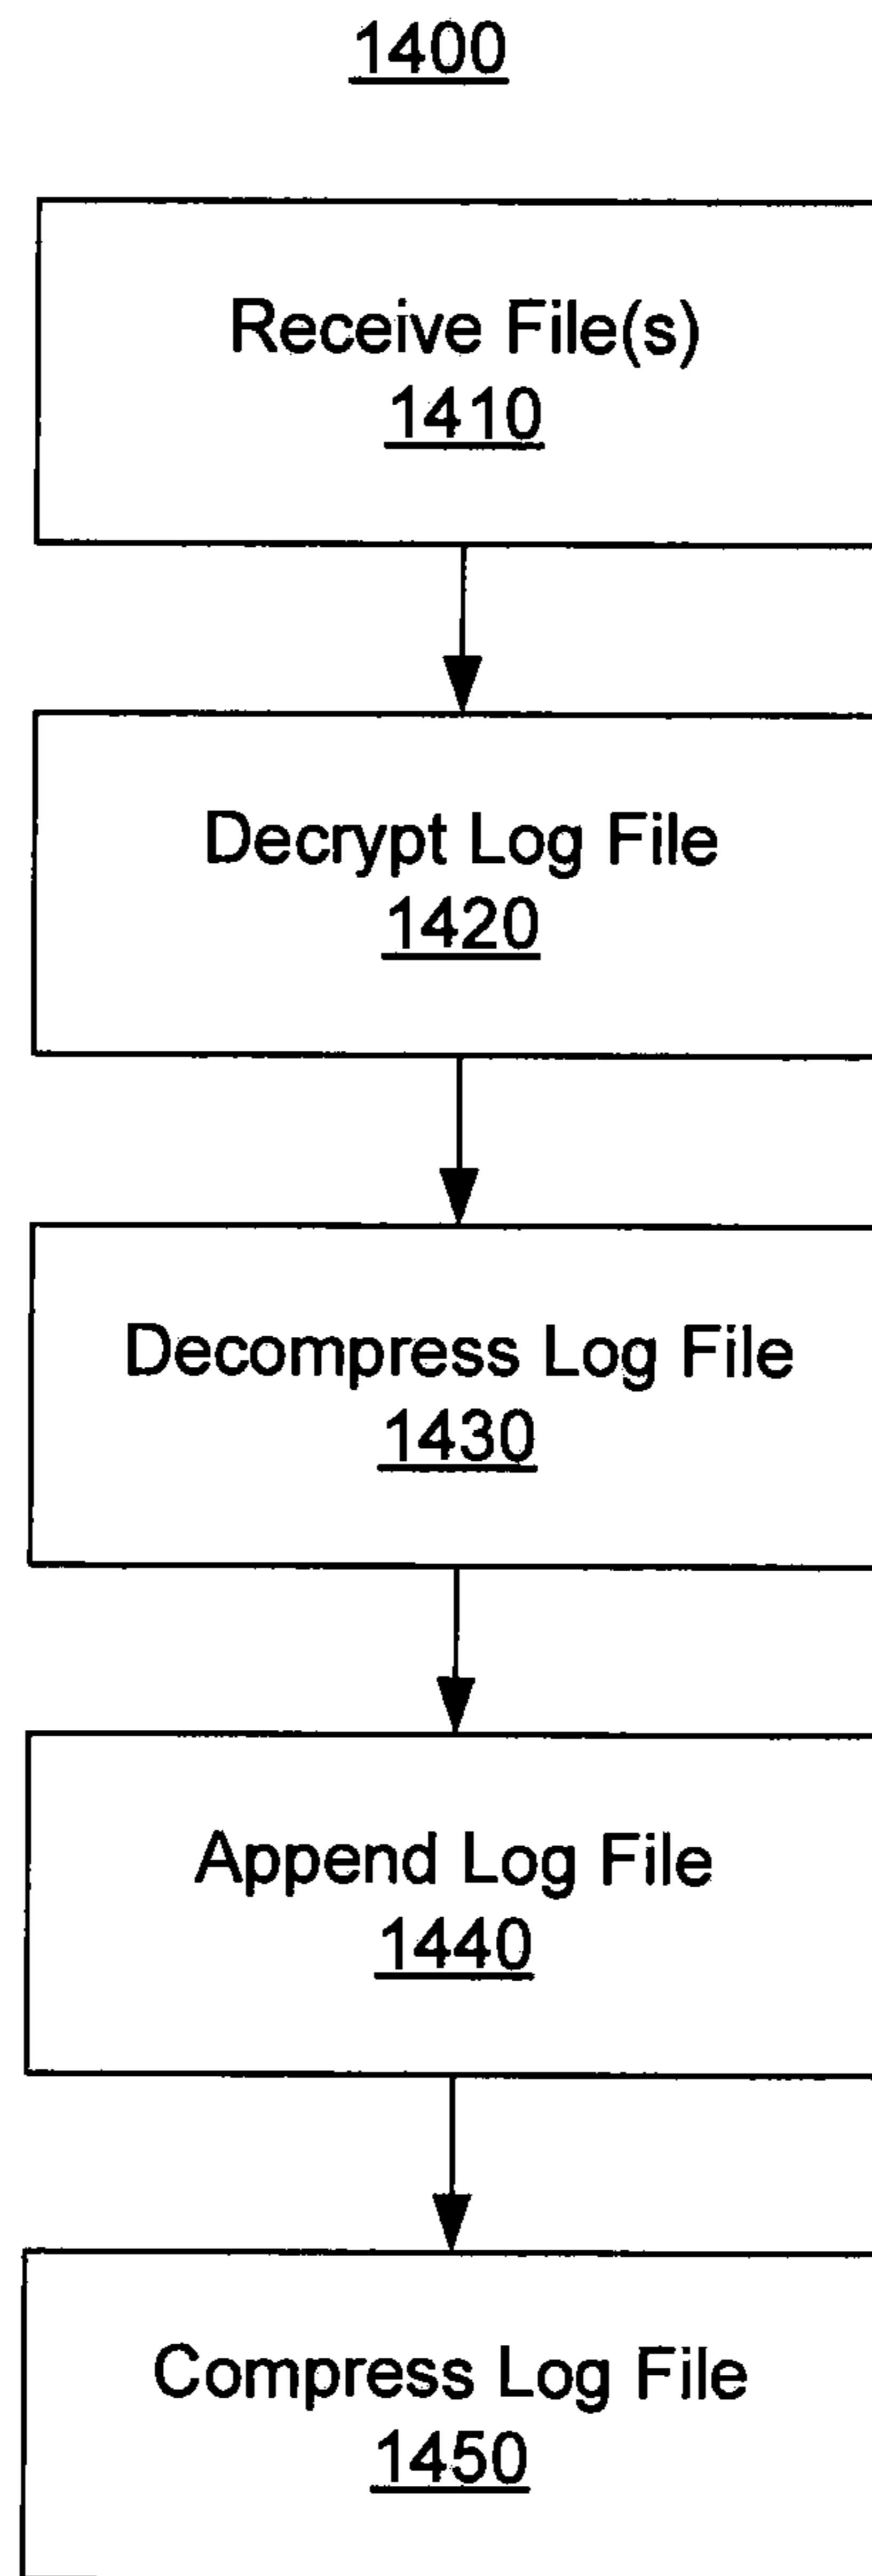 1400
Receive File(s)
1410
Decrypt Log File
1420
Decompress Log File
1430
Append Log File
1440
Compress Log File
1450